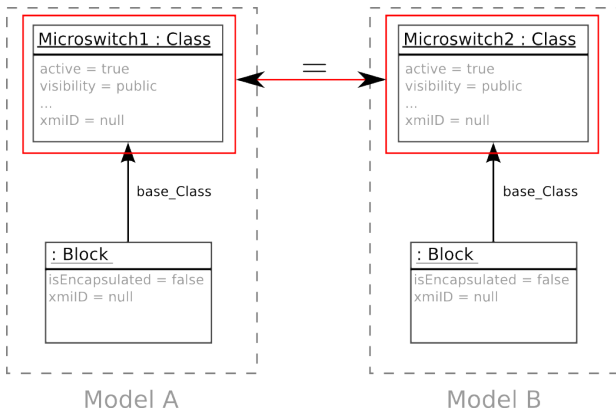 Microswitch1 : Class
active = true
visibility = public
...
xmiID = null
=
Microswitch2 : Class
active = true
visibility = public
...
xmiID = null
base_Class
base_Class
: Block
isEncapsulated = false
xmiID = null
: Block
isEncapsulated = false
xmiID = null
Model A
Model B